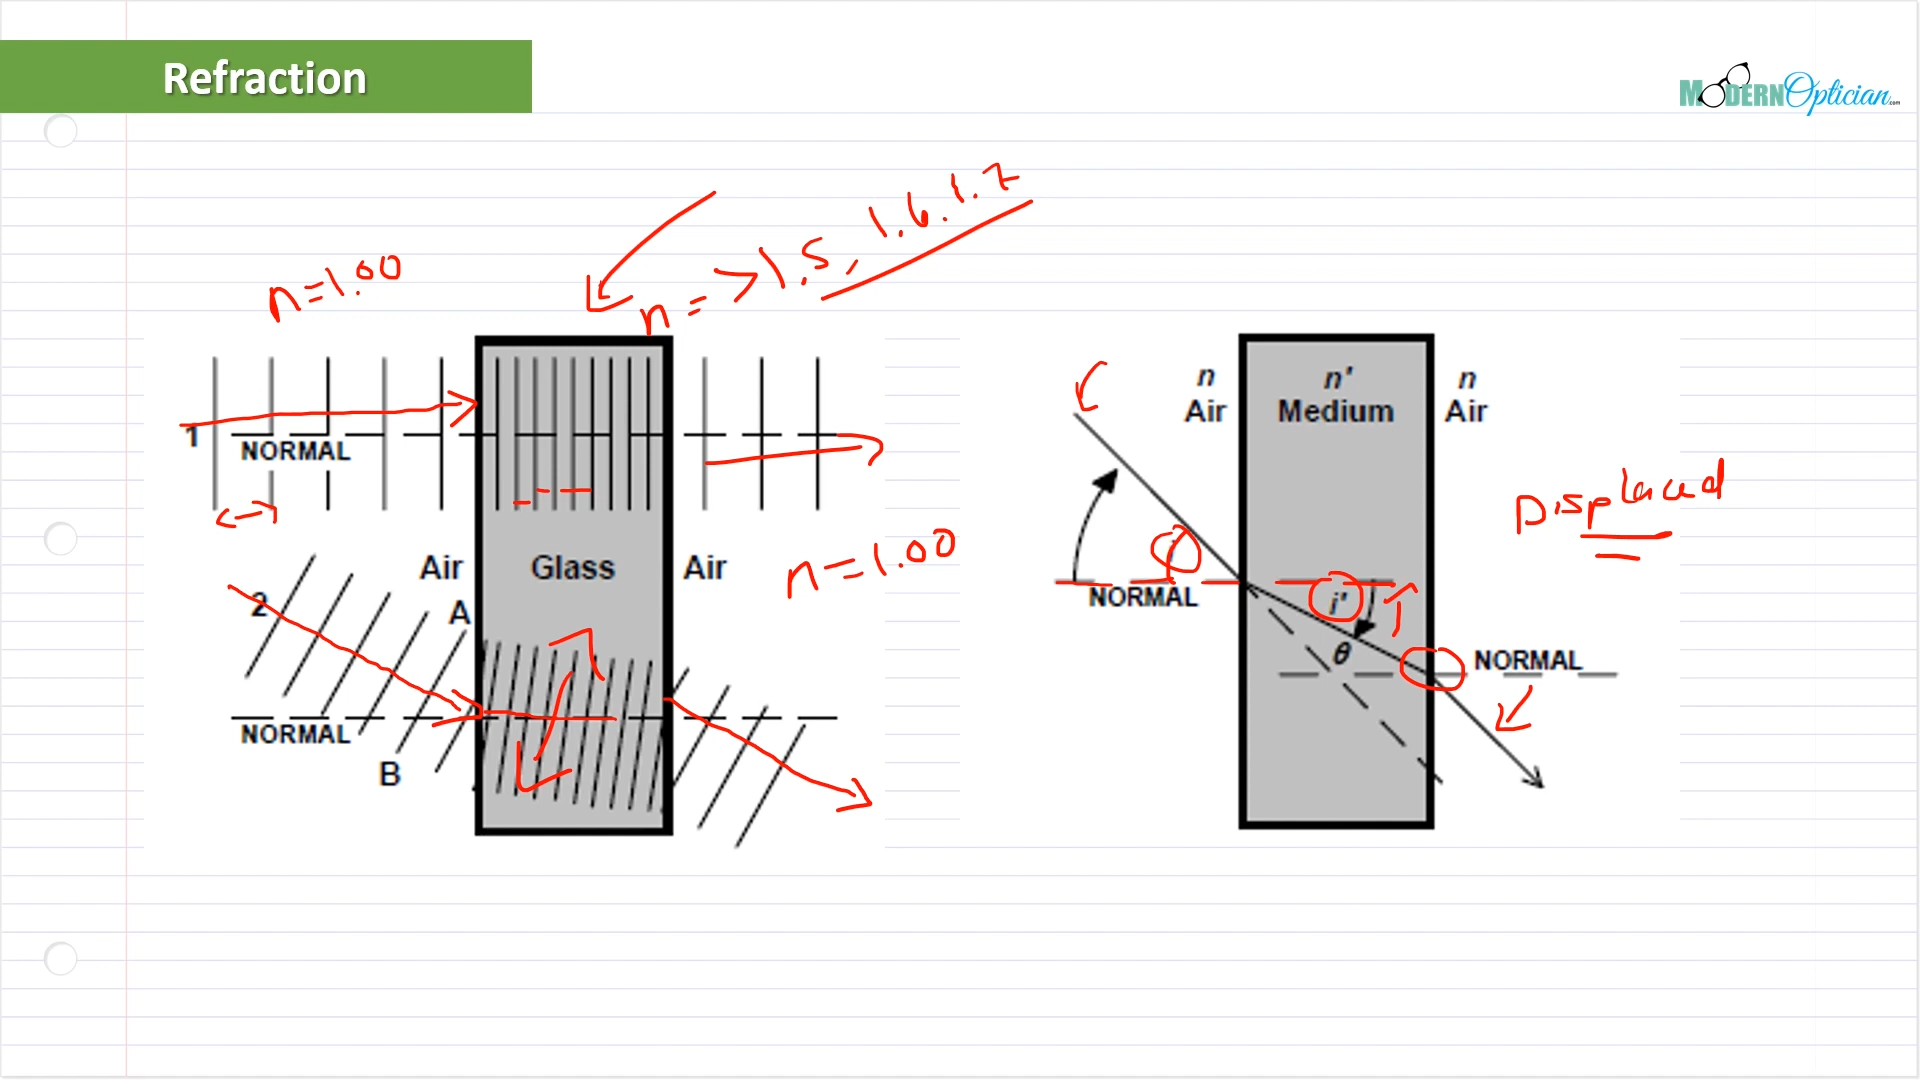 Refraction
MODERNOptician.com
n=1.00
n = >1.5, 1.6. 1.7
1
NORMAL
Air
Glass
Air
n=1.00
2
A
NORMAL
B
n
Air
n'
Medium
n
Air
i
NORMAL
i'
θ
NORMAL
Displaced